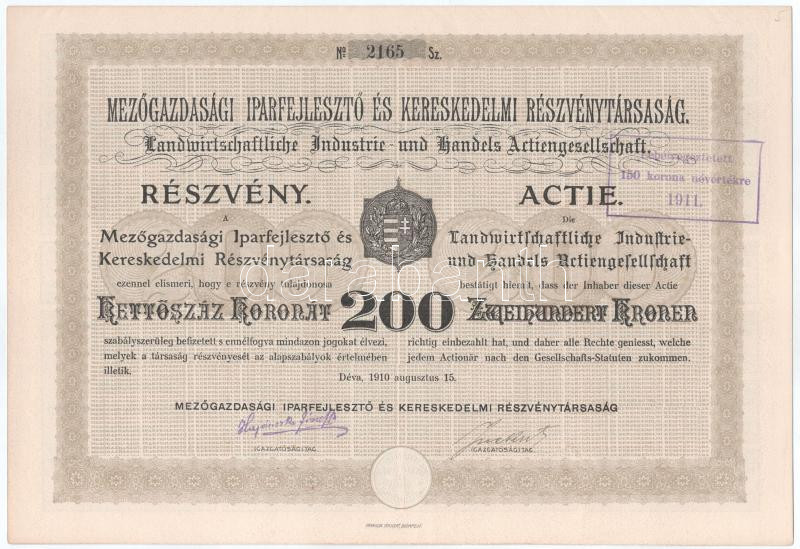 № 2165 Sz.
MEZŐGAZDASÁGI IPARFEJLESZTŐ ÉS KERESKEDELMI RÉSZVÉNYTÁRSASÁG.
Landwirtschaftliche Industrie- und Handels Actiengesellschaft.
150 korona névértékre
1911.
RÉSZVÉNY.
A
Mezőgazdasági Iparfejlesztő és
Kereskedelmi Részvénytársaság
ezennel elismeri, hogy e részvény tulajdonosa
KETTŐSZÁZ KORONÁT
szabályszerüleg befizetett s ennélfogva mindazon jogokat élvezi,
melyek a társaság részvényesét az alapszabályok értelmében
illetik.
ACTIE.
Die
Landwirtschaftliche Industrie-
und Handels Actiengesellschaft
bestätigt hiemit, dass der Inhaber dieser Actie
ZWEIHUNDERT KRONEN
richtig einbezahlt hat, und daher alle Rechte geniesst, welche
jedem Actionär nach den Gesellschafts-Statuten zukommen.
200
Déva, 1910 augusztus 15.
MEZŐGAZDASÁGI IPARFEJLESZTŐ ÉS KERESKEDELMI RÉSZVÉNYTÁRSASÁG
IGAZGATÓSÁGI TAG.
IGAZGATÓSÁGI TAG.
darabanth